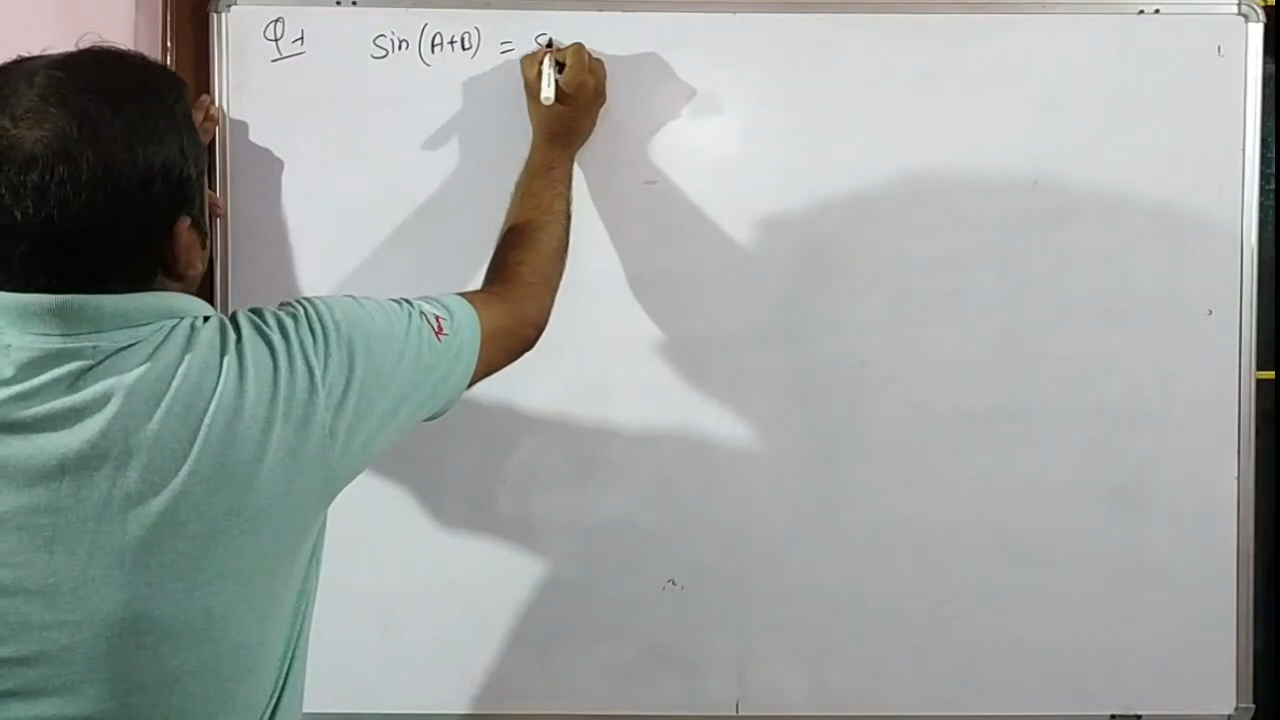 Q1 Sin(A+B) = S